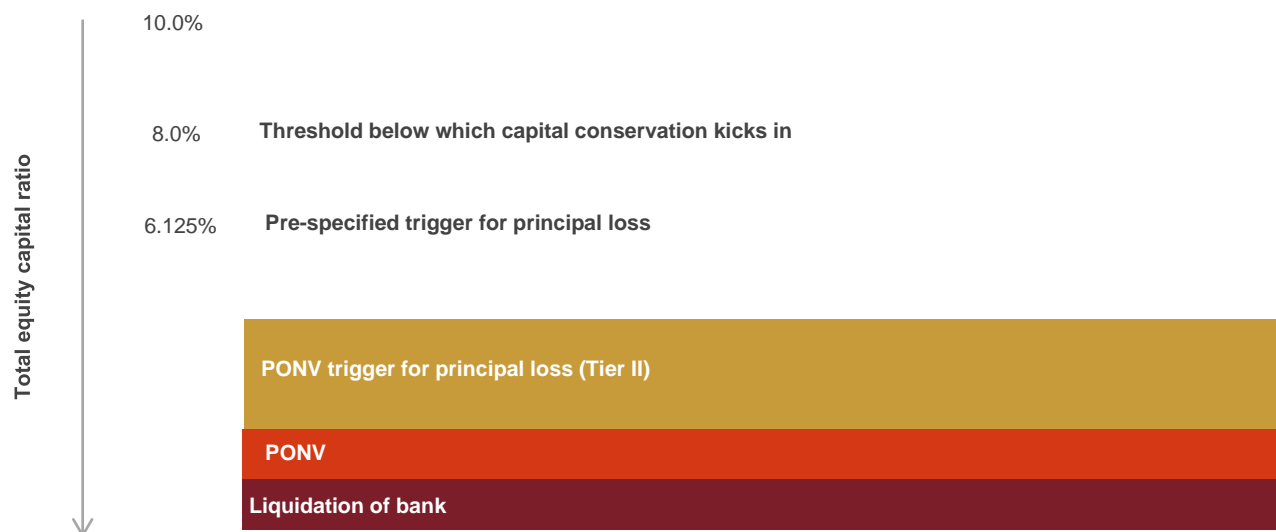 Total equity capital ratio
10.0%
8.0%
Threshold below which capital conservation kicks in
6.125%
Pre-specified trigger for principal loss
PONV trigger for principal loss (Tier II)
PONV
Liquidation of bank